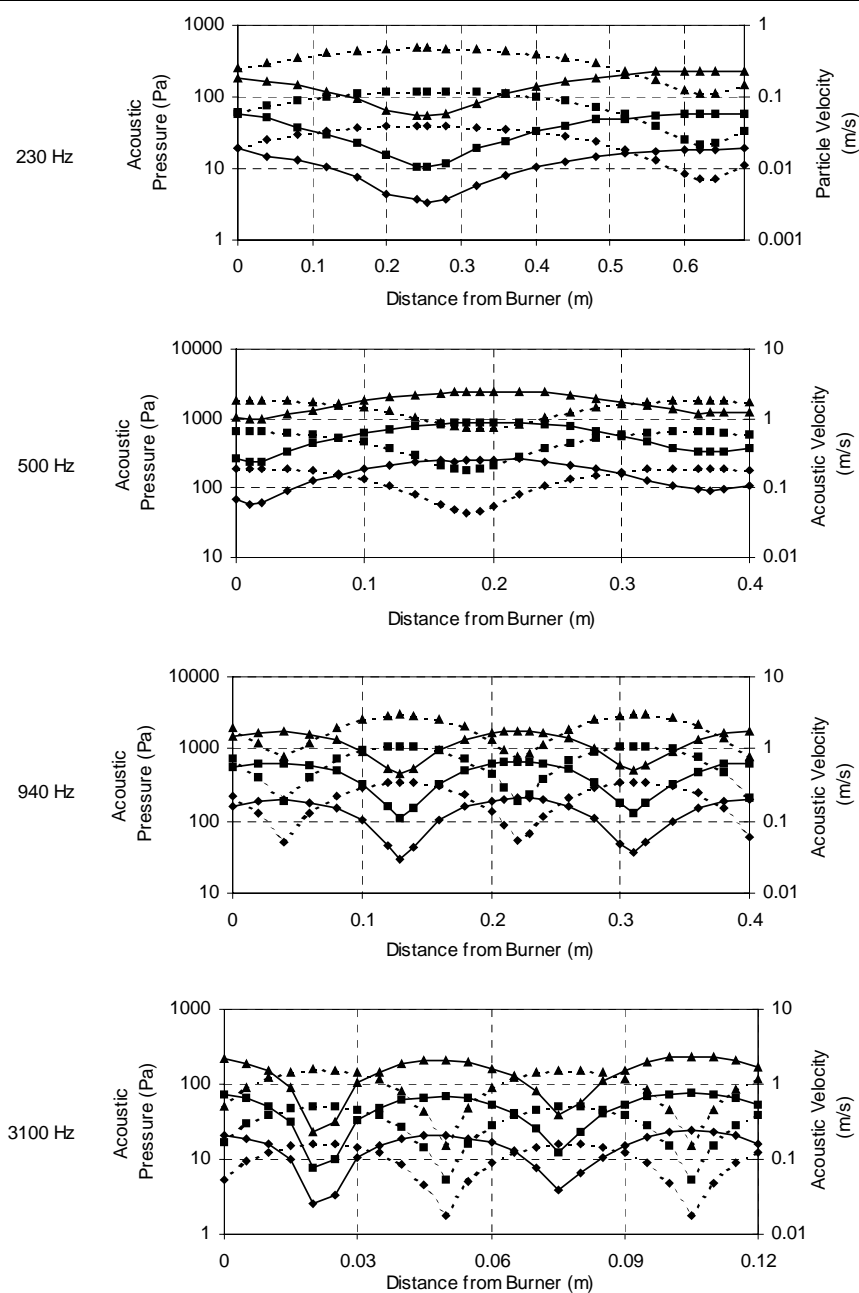 230 Hz
Acoustic
Pressure (Pa)
1000
100
10
1
1
0.1
0.01
0.001
Particle Velocity
(m/s)
0 0.1 0.2 0.3 0.4 0.5 0.6
Distance from Burner (m)
500 Hz
Acoustic
Pressure (Pa)
10000
1000
100
10
10
1
0.1
0.01
Acoustic Velocity
(m/s)
0 0.1 0.2 0.3 0.4
Distance from Burner (m)
940 Hz
Acoustic
Pressure (Pa)
10000
1000
100
10
10
1
0.1
0.01
Acoustic Velocity
(m/s)
0 0.1 0.2 0.3 0.4
Distance from Burner (m)
3100 Hz
Acoustic
Pressure (Pa)
1000
100
10
1
10
1
0.1
0.01
Acoustic Velocity
(m/s)
0 0.03 0.06 0.09 0.12
Distance from Burner (m)